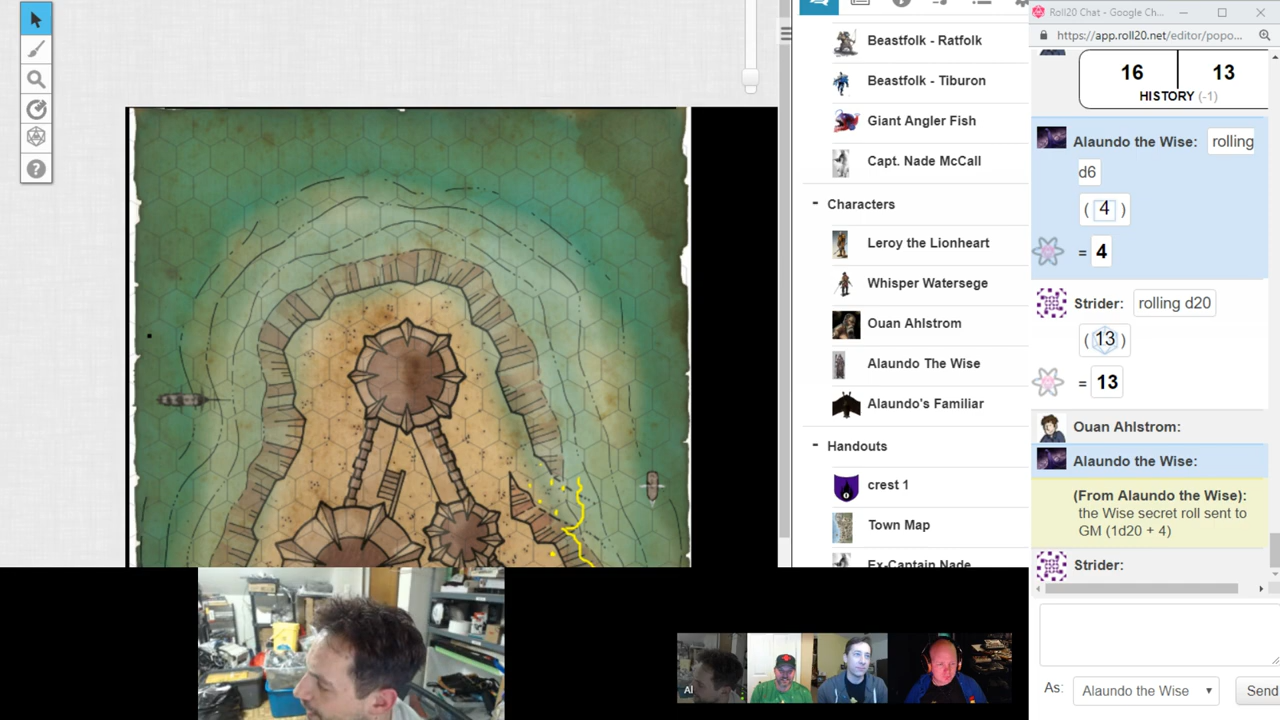 Beastfolk - Ratfolk
Beastfolk - Tiburon
Giant Angler Fish
Capt. Nade McCall
- Characters
Leroy the Lionheart
Whisper Watersege
Ouan Ahlstrom
Alaundo The Wise
Alaundo's Familiar
- Handouts
crest 1
Town Map
Ex-Captain Nade
Al
Roll20 Chat - Google Ch...
https://app.roll20.net/editor/popo...
16 13
HISTORY (-1)
Alaundo the Wise: rolling
d6
( 4 )
= 4
Strider: rolling d20
( 13 )
= 13
Ouan Ahlstrom:
Alaundo the Wise:
(From Alaundo the Wise):
the Wise secret roll sent to
GM (1d20 + 4)
Strider:
As: Alaundo the Wise Send